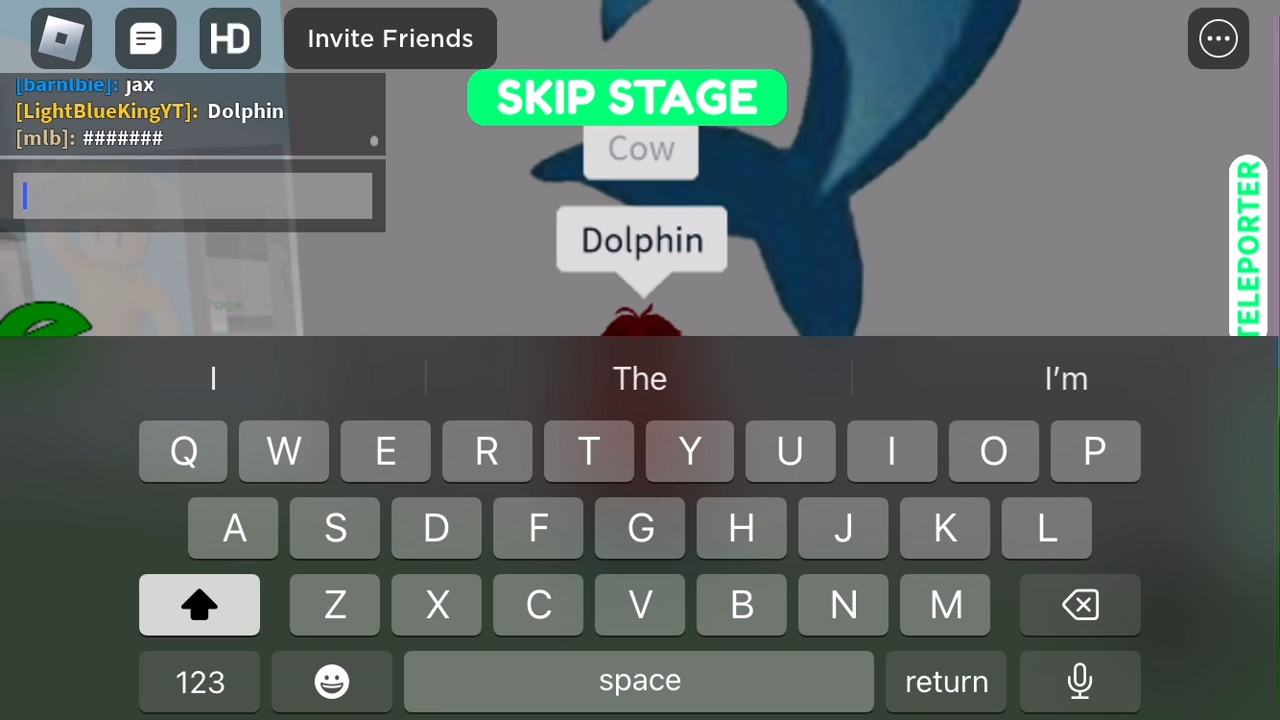 HD
Invite Friends
[barnlbie]: jax
[LightBlueKingYT]: Dolphin
[mlb]: #######
SKIP STAGE
Cow
Dolphin
TELEPORTER
I
The
I'm
Q W E R T Y U I O P
A S D F G H J K L
Z X C V B N M
123
space
return